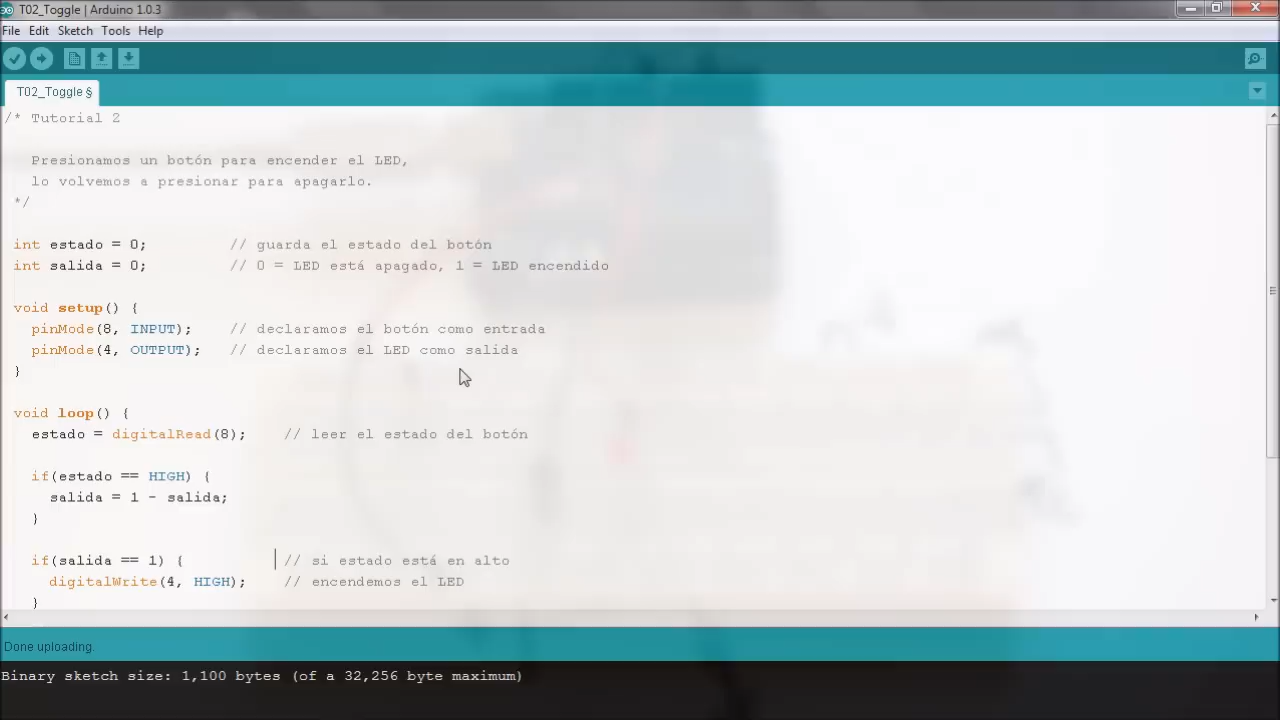 T02_Toggle | Arduino 1.0.3
File Edit Sketch Tools Help
T02_Toggle §
/* Tutorial 2
Presionamos un botón para encender el LED,
lo volvemos a presionar para apagarlo.
*/
int estado = 0; // guarda el estado del botón
int salida = 0; // 0 = LED está apagado, 1 = LED encendido
void setup() {
pinMode(8, INPUT); // declaramos el botón como entrada
pinMode(4, OUTPUT); // declaramos el LED como salida
}
void loop() {
estado = digitalRead(8); // leer el estado del botón
if(estado == HIGH) {
salida = 1 - salida;
}
if(salida == 1) { // si estado está en alto
digitalWrite(4, HIGH); // encendemos el LED
}
Done uploading.
Binary sketch size: 1,100 bytes (of a 32,256 byte maximum)